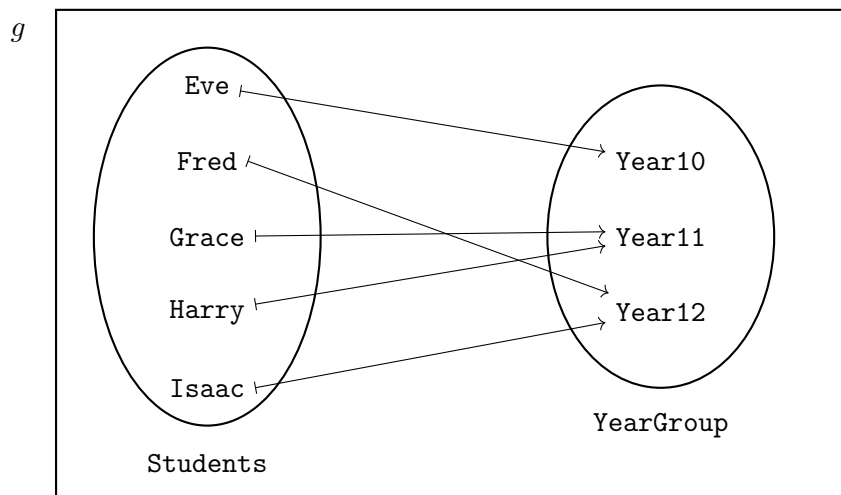 g
Eve
Fred
Grace
Harry
Isaac
Students
Year10
Year11
Year12
YearGroup